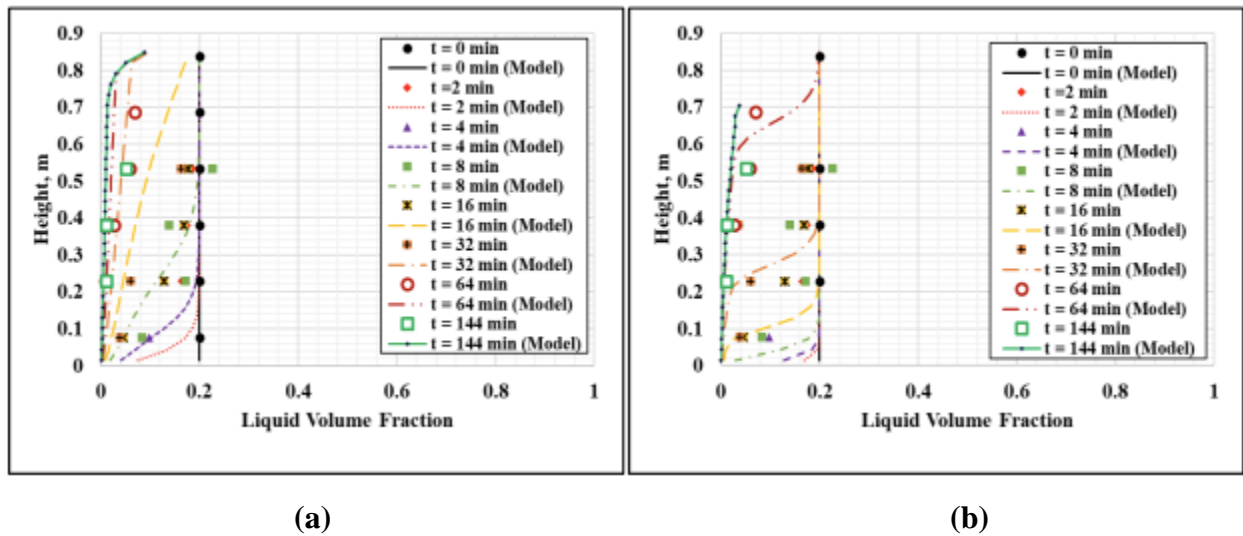 0.9
0.8
0.7
0.6
0.5
0.4
0.3
0.2
0.1
0
Height, m
0 0.2 0.4 0.6 0.8 1
Liquid Volume Fraction
t = 0 min
t = 0 min (Model)
t =2 min
t = 2 min (Model)
t = 4 min
t = 4 min (Model)
t = 8 min
t = 8 min (Model)
t = 16 min
t = 16 min (Model)
t = 32 min
t = 32 min (Model)
t = 64 min
t = 64 min (Model)
t = 144 min
t = 144 min (Model)
(a)
0.9
0.8
0.7
0.6
0.5
0.4
0.3
0.2
0.1
0
Height, m
0 0.2 0.4 0.6 0.8 1
Liquid Volume Fraction
t = 0 min
t = 0 min (Model)
t =2 min
t = 2 min (Model)
t = 4 min
t = 4 min (Model)
t = 8 min
t = 8 min (Model)
t = 16 min
t = 16 min (Model)
t = 32 min
t = 32 min (Model)
t = 64 min
t = 64 min (Model)
t = 144 min
t = 144 min (Model)
(b)